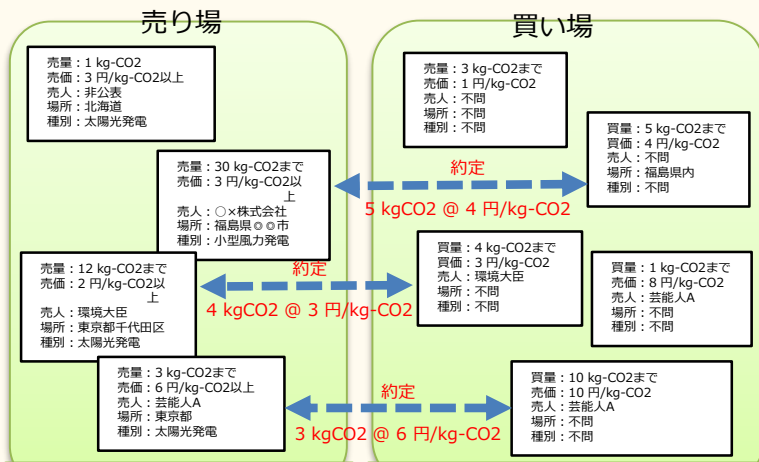 売り場
売量：1 kg-CO2
売価：3 円/kg-CO2以上
売人：非公表
場所：北海道
種別：太陽光発電
売量：30 kg-CO2まで
売価：3 円/kg-CO2以
上
売人：○×株式会社
場所：福島県◎◎市
種別：小型風力発電
売量：12 kg-CO2まで
売価：2 円/kg-CO2以
上
売人：環境大臣
場所：東京都千代田区
種別：太陽光発電
売量：3 kg-CO2まで
売価：6 円/kg-CO2以上
売人：芸能人A
場所：東京都
種別：太陽光発電
約定
5 kgCO2 @ 4 円/kg-CO2
約定
4 kgCO2 @ 3 円/kg-CO2
約定
3 kgCO2 @ 6 円/kg-CO2
買い場
売量：3 kg-CO2まで
売価：1 円/kg-CO2
売人：不問
場所：不問
種別：不問
買量：5 kg-CO2まで
買価：4 円/kg-CO2
売人：不問
場所：福島県内
種別：不問
買量：4 kg-CO2まで
買価：3 円/kg-CO2
売人：環境大臣
場所：不問
種別：不問
買量：1 kg-CO2まで
売価：8 円/kg-CO2
売人：芸能人A
場所：不問
種別：不問
買量：10 kg-CO2まで
売価：10 円/kg-CO2
売人：芸能人A
場所：不問
種別：不問